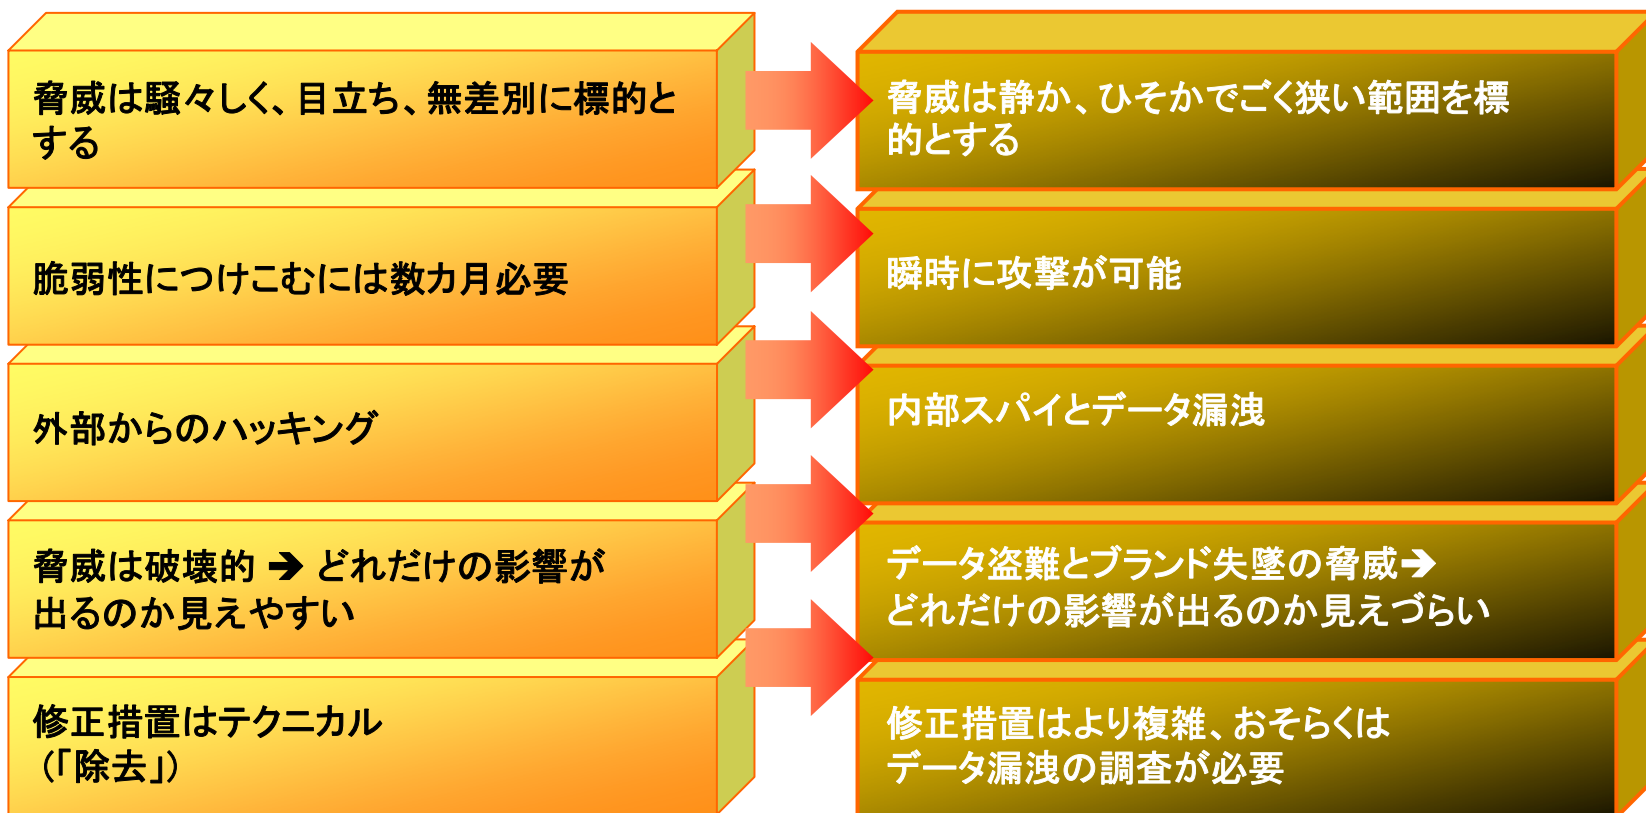 脅威は騒々しく、目立ち、無差別に標的と
する
脅威は静か、ひそかでごく狭い範囲を標
的とする
脆弱性につけこむには数カ月必要
瞬時に攻撃が可能
外部からのハッキング
内部スパイとデータ漏洩
脅威は破壊的 ➔ どれだけの影響が
出るのか見えやすい
データ盗難とブランド失墜の脅威➔
どれだけの影響が出るのか見えづらい
修正措置はテクニカル
(「除去」)
修正措置はより複雑、おそらくは
データ漏洩の調査が必要